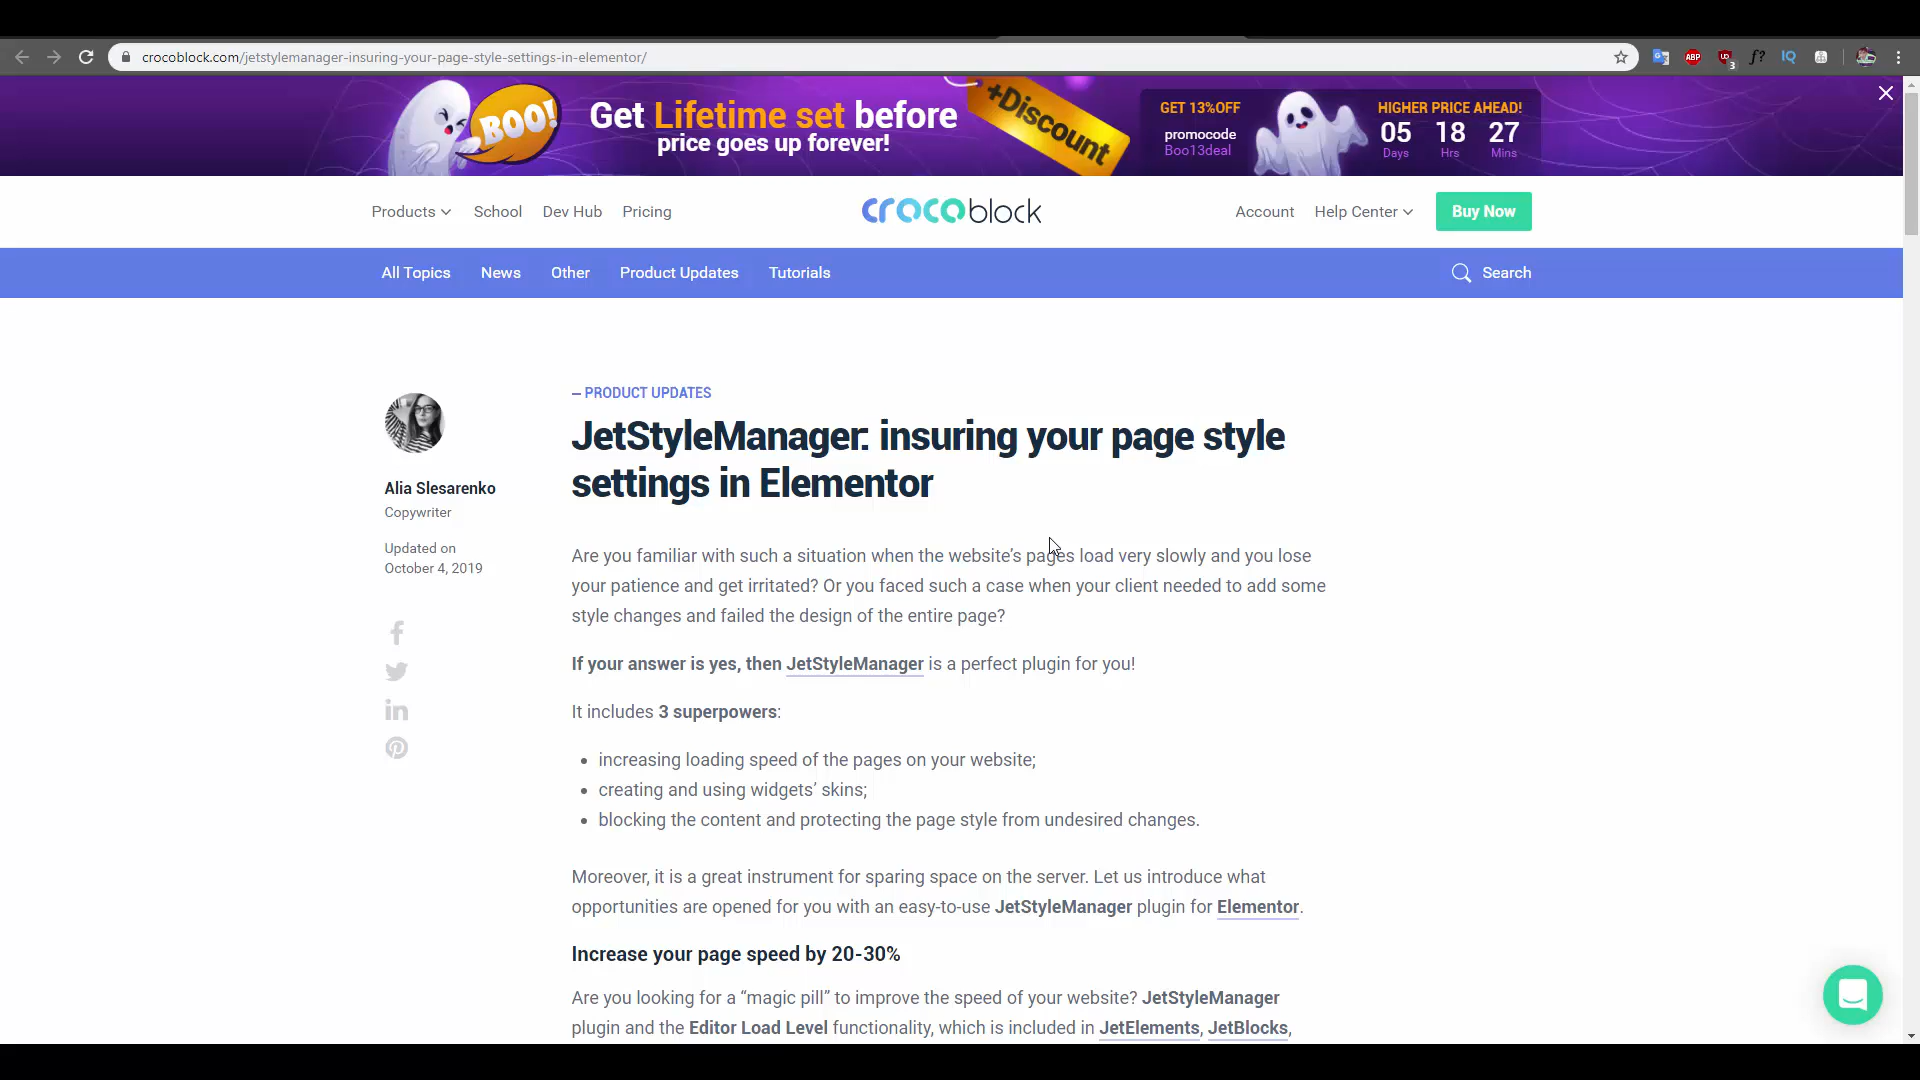 crocoblock.com/jetstylemanager-insuring-your-page-style-settings-in-elementor/
ABP
3
f?
IQ
BOO!
Get Lifetime set before
price goes up forever!
+Discount
GET 13%OFF
promocode
Boo13deal
HIGHER PRICE AHEAD!
05 18 27
Days Hrs Mins
Products School Dev Hub Pricing
crocoblock
Account Help Center Buy Now
All Topics News Other Product Updates Tutorials
Search
Alia Slesarenko
Copywriter
Updated on
October 4, 2019
– PRODUCT UPDATES
JetStyleManager: insuring your page style
settings in Elementor
Are you familiar with such a situation when the website’s pages load very slowly and you lose
your patience and get irritated? Or you faced such a case when your client needed to add some
style changes and failed the design of the entire page?
If your answer is yes, then JetStyleManager is a perfect plugin for you!
It includes 3 superpowers:
• increasing loading speed of the pages on your website;
• creating and using widgets’ skins;
• blocking the content and protecting the page style from undesired changes.
Moreover, it is a great instrument for sparing space on the server. Let us introduce what
opportunities are opened for you with an easy-to-use JetStyleManager plugin for Elementor.
Increase your page speed by 20-30%
Are you looking for a “magic pill” to improve the speed of your website? JetStyleManager
plugin and the Editor Load Level functionality, which is included in JetElements, JetBlocks,